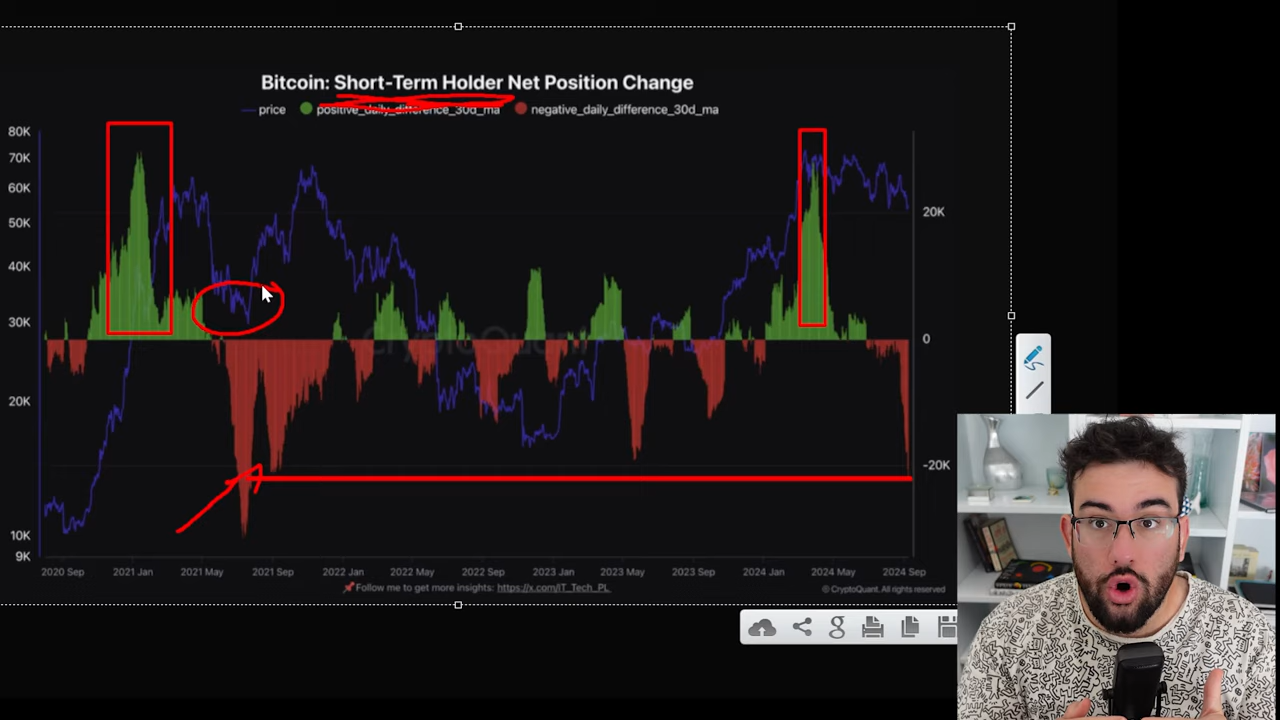 Bitcoin: Short-Term Holder Net Position Change
price positive_daily_difference_30d_ma negative_daily_difference_30d_ma
80K
70K
60K
50K
40K
30K
20K
10K
9K
20K
0
-20K
CryptoQuant
2020 Sep 2021 Jan 2021 May 2021 Sep 2022 Jan 2022 May 2022 Sep 2023 Jan 2023 May 2023 Sep 2024 Jan 2024 May 2024 Sep
📌Follow me to get more insights: https://x.com/IT_Tech_PL
© CryptoQuant. All rights reserved
g